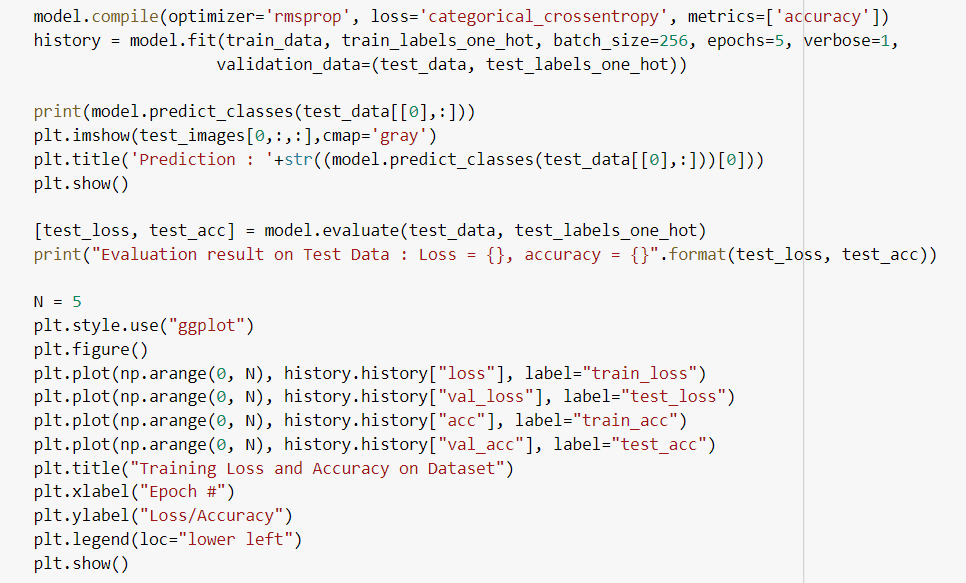 model.compile(optimizer='rmsprop', loss='categorical_crossentropy', metrics=['accuracy'])
history = model.fit(train_data, train_labels_one_hot, batch_size=256, epochs=5, verbose=1,
validation_data=(test_data, test_labels_one_hot))
print(model.predict_classes(test_data[[0],:]))
plt.imshow(test_images[0,:,:],cmap='gray')
plt.title('Prediction : '+str((model.predict_classes(test_data[[0],:]))[0]))
plt.show()
[test_loss, test_acc] = model.evaluate(test_data, test_labels_one_hot)
print("Evaluation result on Test Data : Loss = {}, accuracy = {}".format(test_loss, test_acc))
N = 5
plt.style.use("ggplot")
plt.figure()
plt.plot(np.arange(0, N), history.history["loss"], label="train_loss")
plt.plot(np.arange(0, N), history.history["val_loss"], label="test_loss")
plt.plot(np.arange(0, N), history.history["acc"], label="train_acc")
plt.plot(np.arange(0, N), history.history["val_acc"], label="test_acc")
plt.title("Training Loss and Accuracy on Dataset")
plt.xlabel("Epoch #")
plt.ylabel("Loss/Accuracy")
plt.legend(loc="lower left")
plt.show()